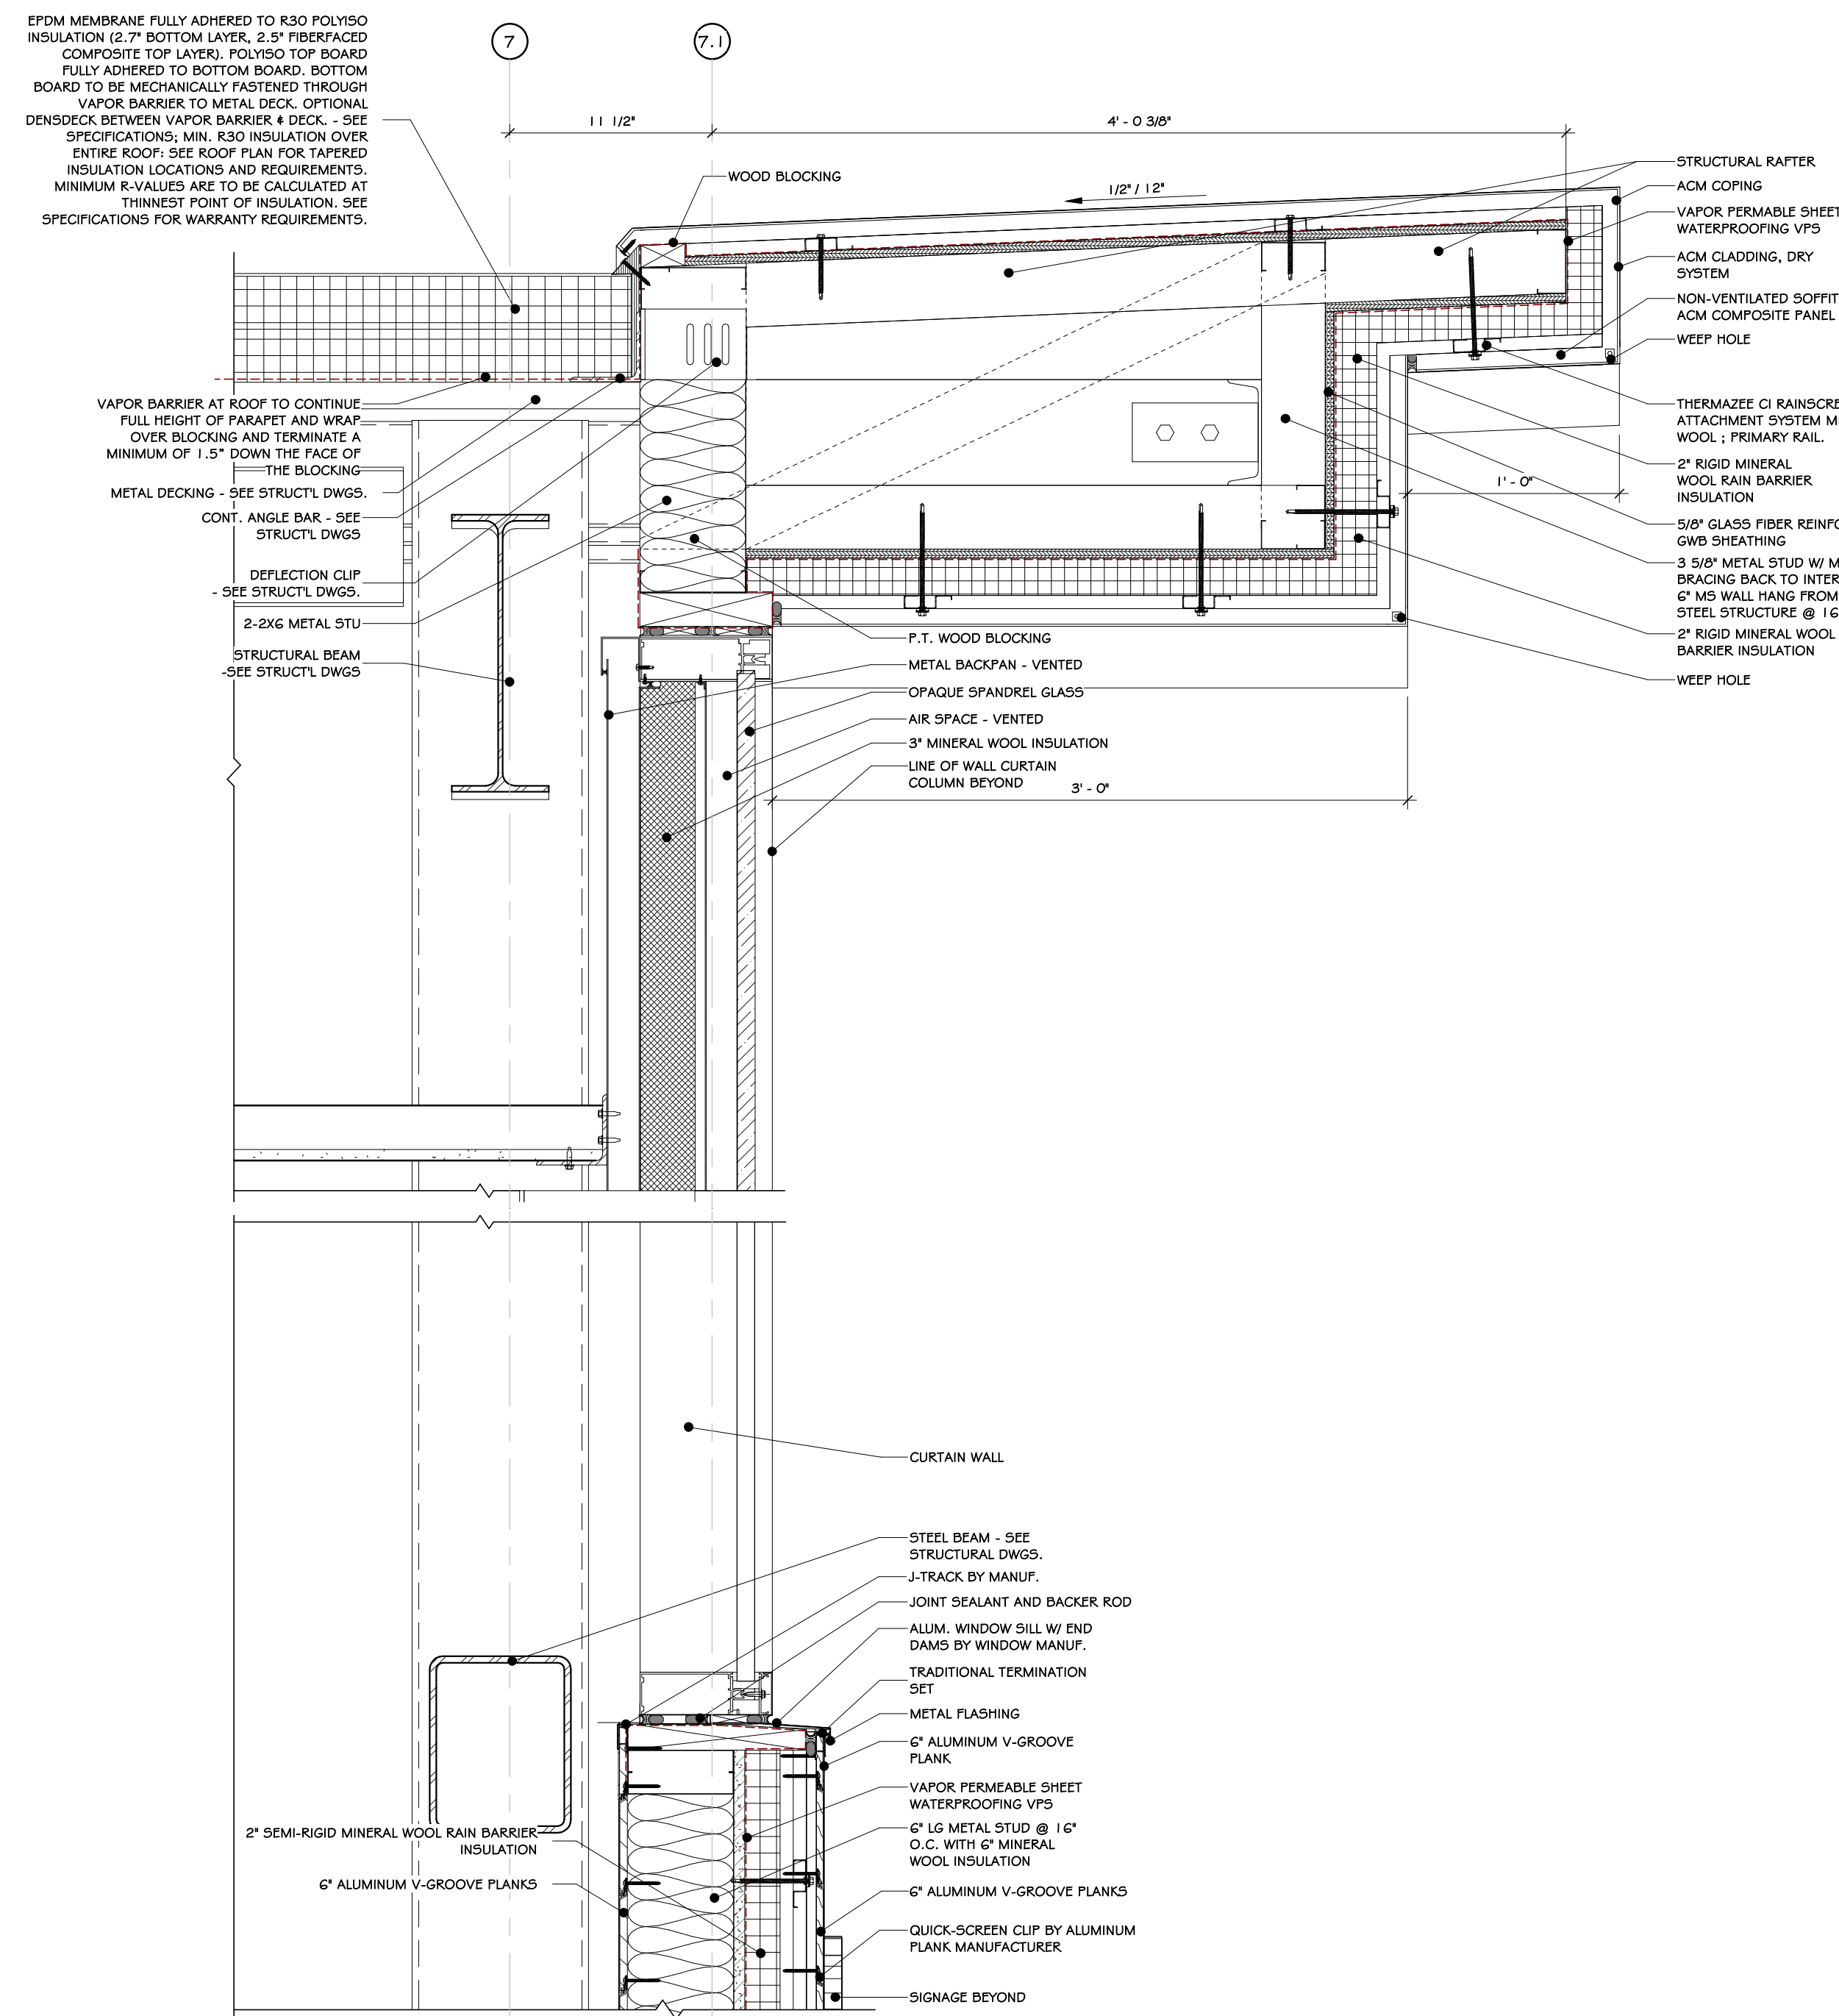 EPDM MEMBRANE FULLY ADHERED TO R30 POLYISO
INSULATION (2.7" BOTTOM LAYER, 2.5" FIBERFACED
COMPOSITE TOP LAYER). POLYISO TOP BOARD
FULLY ADHERED TO BOTTOM BOARD. BOTTOM
BOARD TO BE MECHANICALLY FASTENED THROUGH
VAPOR BARRIER TO METAL DECK. OPTIONAL
DENSDECK BETWEEN VAPOR BARRIER & DECK. - SEE
SPECIFICATIONS; MIN. R30 INSULATION OVER
ENTIRE ROOF: SEE ROOF PLAN FOR TAPERED
INSULATION LOCATIONS AND REQUIREMENTS.
MINIMUM R-VALUES ARE TO BE CALCULATED AT
THINNEST POINT OF INSULATION. SEE
SPECIFICATIONS FOR WARRANTY REQUIREMENTS.
7
7.1
11 1/2"
4' - 0 3/8"
WOOD BLOCKING
1/2" / 12"
STRUCTURAL RAFTER
ACM COPING
VAPOR PERMABLE SHEET
WATERPROOFING VPS
ACM CLADDING, DRY
SYSTEM
NON-VENTILATED SOFFIT
ACM COMPOSITE PANEL
WEEP HOLE
THERMAZEE CI RAINSCRE
ATTACHMENT SYSTEM M
WOOL ; PRIMARY RAIL.
2" RIGID MINERAL
WOOL RAIN BARRIER
INSULATION
1' - 0"
5/8" GLASS FIBER REINFO
GWB SHEATHING
3 5/8" METAL STUD W/ M
BRACING BACK TO INTER
6" MS WALL HANG FROM
STEEL STRUCTURE @ 16
2" RIGID MINERAL WOOL
BARRIER INSULATION
WEEP HOLE
VAPOR BARRIER AT ROOF TO CONTINUE
FULL HEIGHT OF PARAPET AND WRAP
OVER BLOCKING AND TERMINATE A
MINIMUM OF 1.5" DOWN THE FACE OF
THE BLOCKING
METAL DECKING - SEE STRUCT'L DWGS.
CONT. ANGLE BAR - SEE
STRUCT'L DWGS
DEFLECTION CLIP
- SEE STRUCT'L DWGS.
2-2X6 METAL STU
STRUCTURAL BEAM
-SEE STRUCT'L DWGS
P.T. WOOD BLOCKING
METAL BACKPAN - VENTED
OPAQUE SPANDREL GLASS
AIR SPACE - VENTED
3" MINERAL WOOL INSULATION
LINE OF WALL CURTAIN
COLUMN BEYOND
3' - 0"
CURTAIN WALL
STEEL BEAM - SEE
STRUCTURAL DWGS.
J-TRACK BY MANUF.
JOINT SEALANT AND BACKER ROD
ALUM. WINDOW SILL W/ END
DAMS BY WINDOW MANUF.
TRADITIONAL TERMINATION
SET
METAL FLASHING
6" ALUMINUM V-GROOVE
PLANK
VAPOR PERMEABLE SHEET
WATERPROOFING VPS
6" LG METAL STUD @ 16"
O.C. WITH 6" MINERAL
WOOL INSULATION
6" ALUMINUM V-GROOVE PLANKS
QUICK-SCREEN CLIP BY ALUMINUM
PLANK MANUFACTURER
SIGNAGE BEYOND
2" SEMI-RIGID MINERAL WOOL RAIN BARRIER
INSULATION
6" ALUMINUM V-GROOVE PLANKS